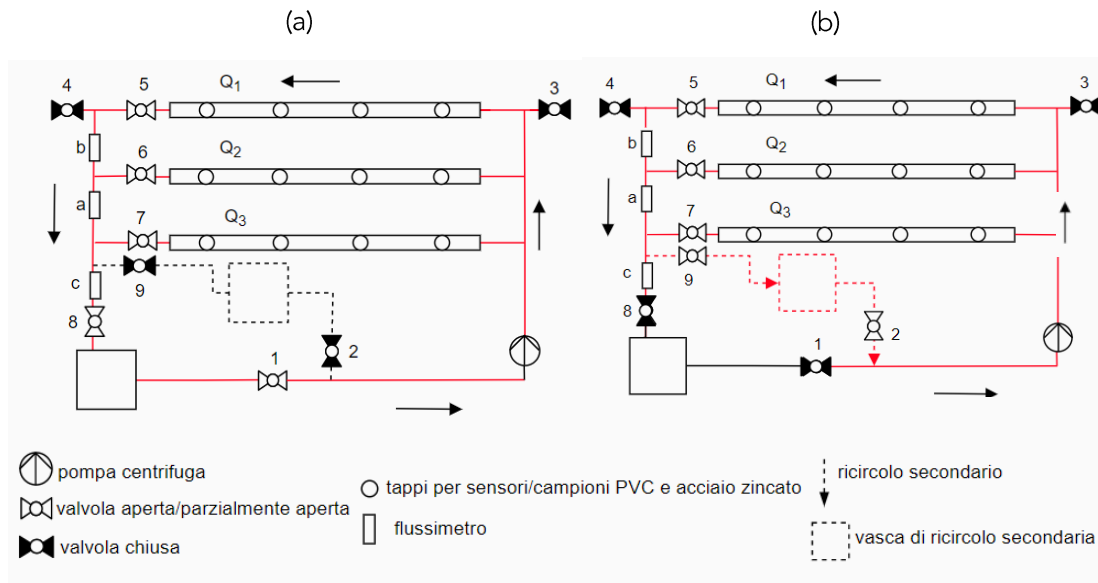 (a)
(b)
4
5
Q1
3
b
6
Q2
a
7
Q3
c
9
8
1
2
4
5
Q1
3
b
6
Q2
a
7
Q3
c
9
8
1
2
pompa centrifuga
valvola aperta/parzialmente aperta
valvola chiusa
tappi per sensori/campioni PVC e acciaio zincato
flussimetro
ricircolo secondario
vasca di ricircolo secondaria